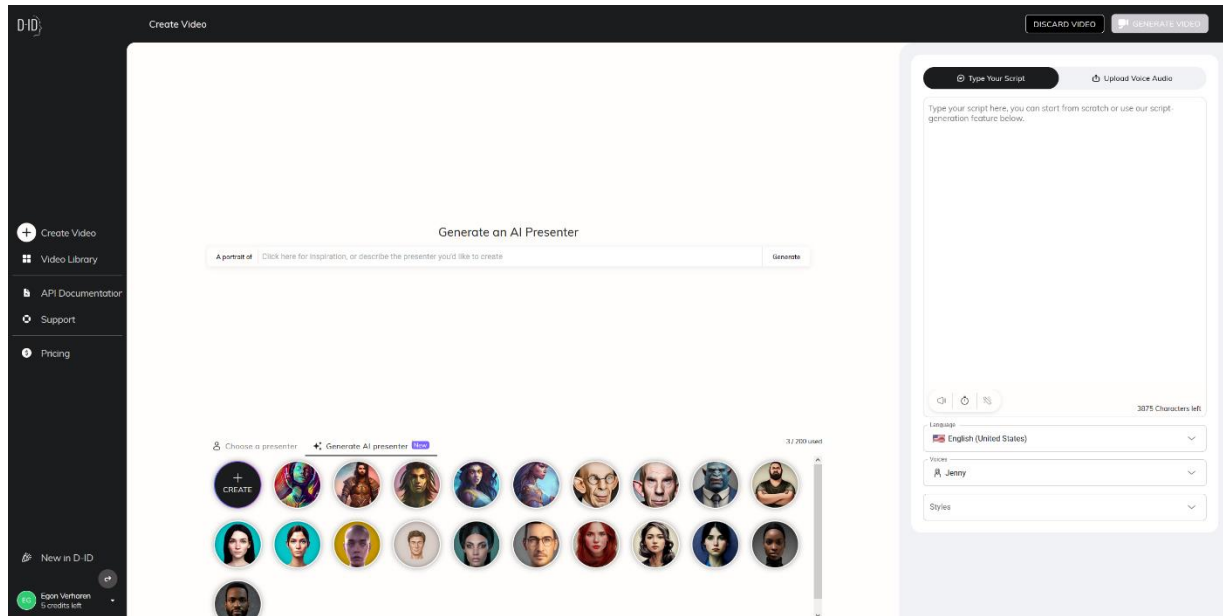 D-ID
Create Video
DISCARD VIDEO
GENERATE VIDEO
Create Video
Video Library
API Documentation
Support
Pricing
New in D-ID
EG
Egon Verharen
5 credits left
Generate an AI Presenter
A portrait of
Click here for inspiration, or describe the presenter you'd like to create
Generate
Choose a presenter
Generate AI presenter
New
3 / 200 used
+
CREATE
Type Your Script
Upload Voice Audio
Type your script here, you can start from scratch or use our script-
generation feature below.
3875 Characters left
Language
English (United States)
Voices
Jenny
Styles